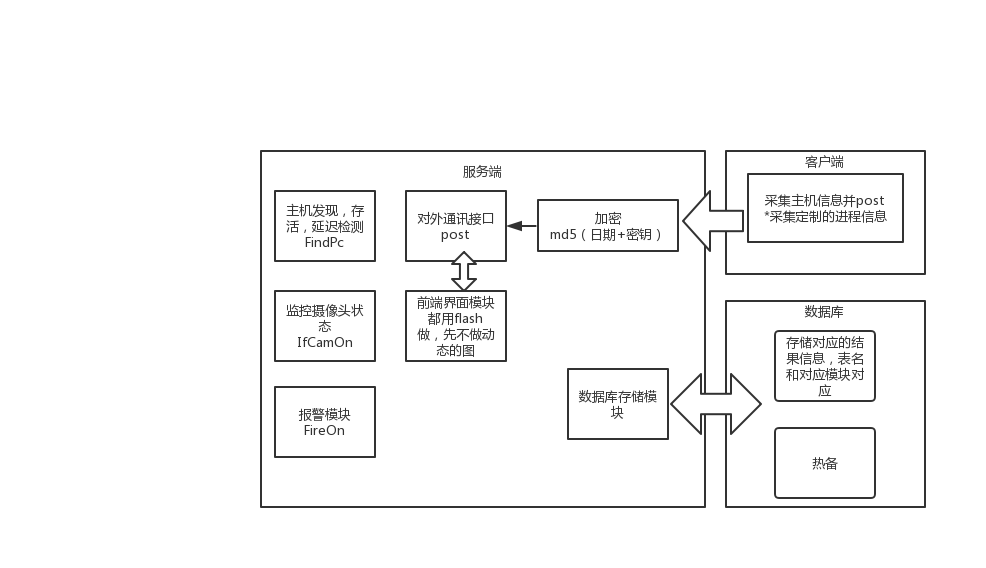 服务端
主机发现，存
活，延迟检测
FindPc
对外通讯接口
post
加密
md5（日期+密钥）
监控摄像头状
态
IfCamOn
前端界面模块
都用flash
做，先不做动
态的图
报警模块
FireOn
数据库存储模
块
客户端
采集主机信息并post
*采集定制的进程信息
数据库
存储对应的结
果信息，表名
和对应模块对
应
热备